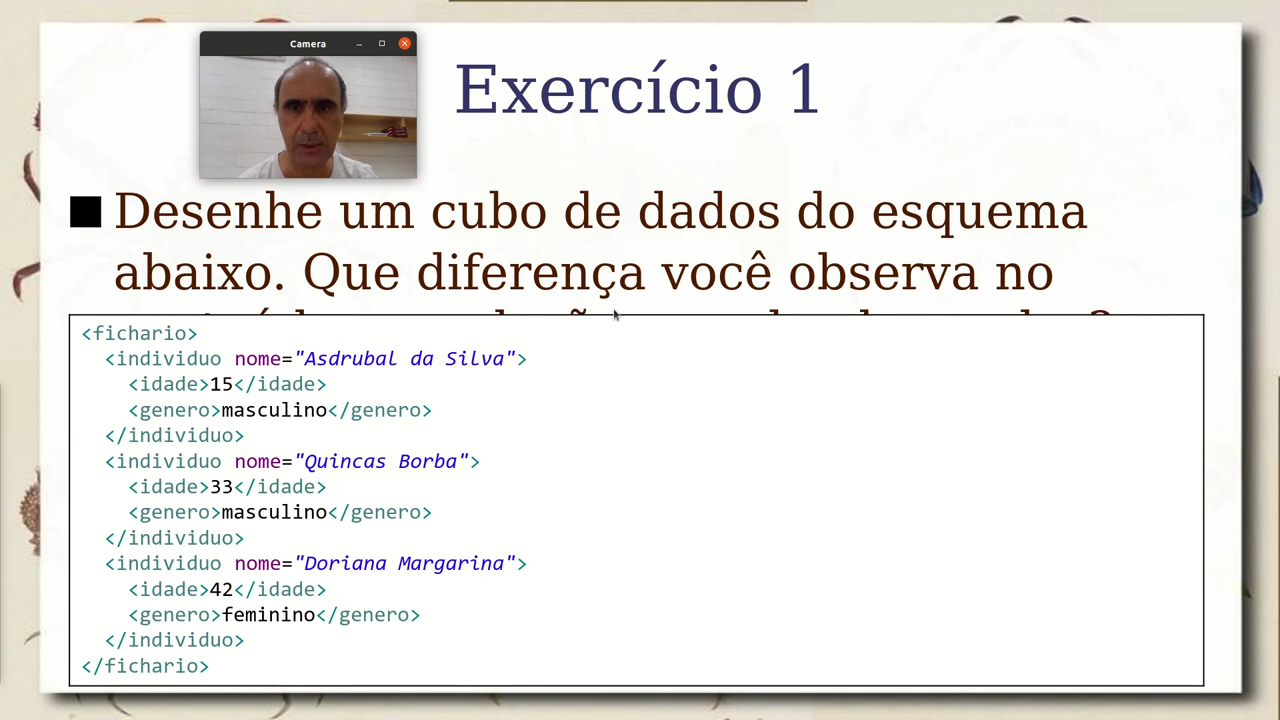 Camera
Exercício 1
Desenhe um cubo de dados do esquema
abaixo. Que diferença você observa no
<fichario>
<individuo nome="Asdrubal da Silva">
<idade>15</idade>
<genero>masculino</genero>
</individuo>
<individuo nome="Quincas Borba">
<idade>33</idade>
<genero>masculino</genero>
</individuo>
<individuo nome="Doriana Margarina">
<idade>42</idade>
<genero>feminino</genero>
</individuo>
</fichario>